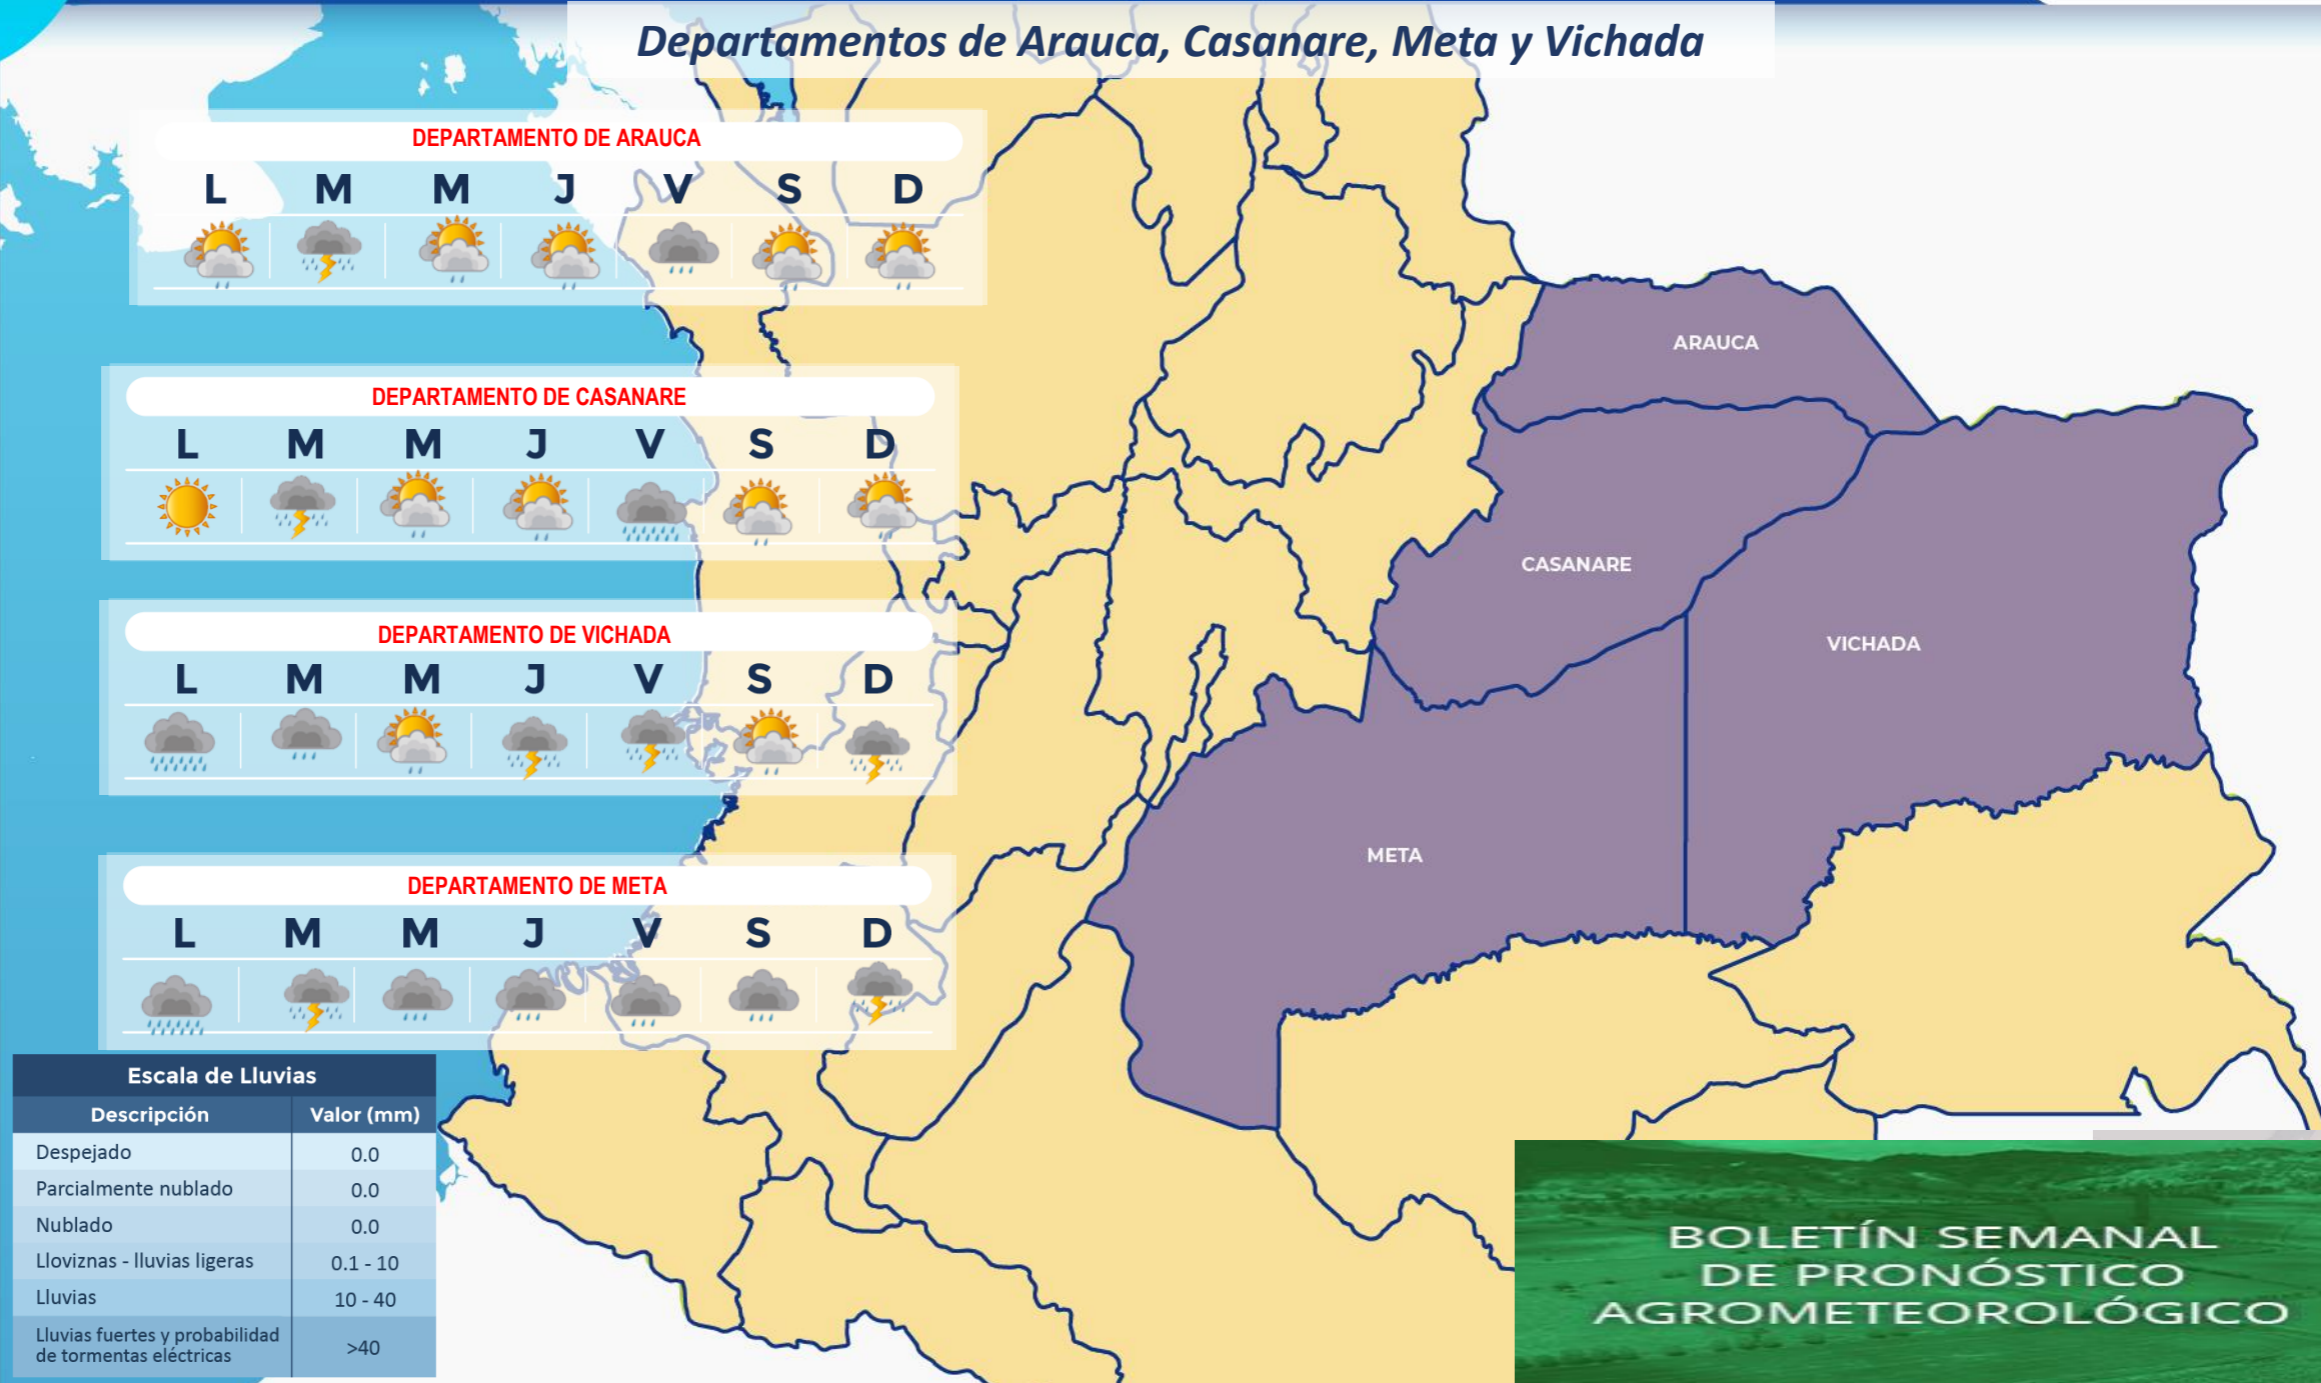 Departamentos de Arauca, Casanare, Meta y Vichada
DEPARTAMENTO DE ARAUCA
L M M J V S D
DEPARTAMENTO DE CASANARE
L M M J V S D
DEPARTAMENTO DE VICHADA
L M M J V S D
DEPARTAMENTO DE META
L M M J V S D
ARAUCA
CASANARE
VICHADA
META
Escala de Lluvias
Descripción Valor (mm)
Despejado 0.0
Parcialmente nublado 0.0
Nublado 0.0
Lloviznas - lluvias ligeras 0.1 - 10
Lluvias 10 - 40
Lluvias fuertes y probabilidad
de tormentas eléctricas >40
BOLETÍN SEMANAL
DE PRONÓSTICO
AGROMETEOROLÓGICO